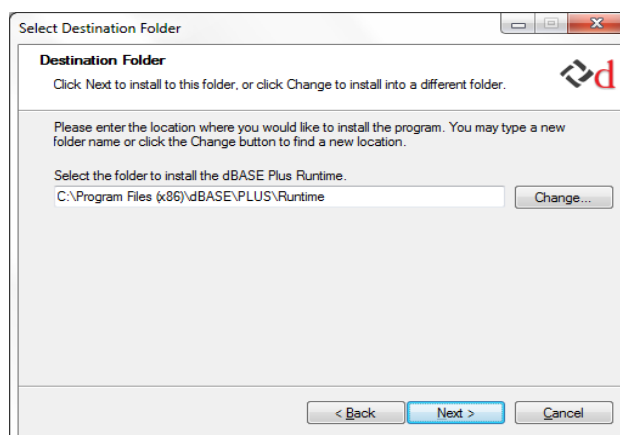 Select Destination Folder
Destination Folder
Click Next to install to this folder, or click Change to install into a different folder.
d
Please enter the location where you would like to install the program. You may type a new
folder name or click the Change button to find a new location.
Select the folder to install the dBASE Plus Runtime.
C:\Program Files (x86)\dBASE\PLUS\Runtime
Change...
< Back
Next >
Cancel